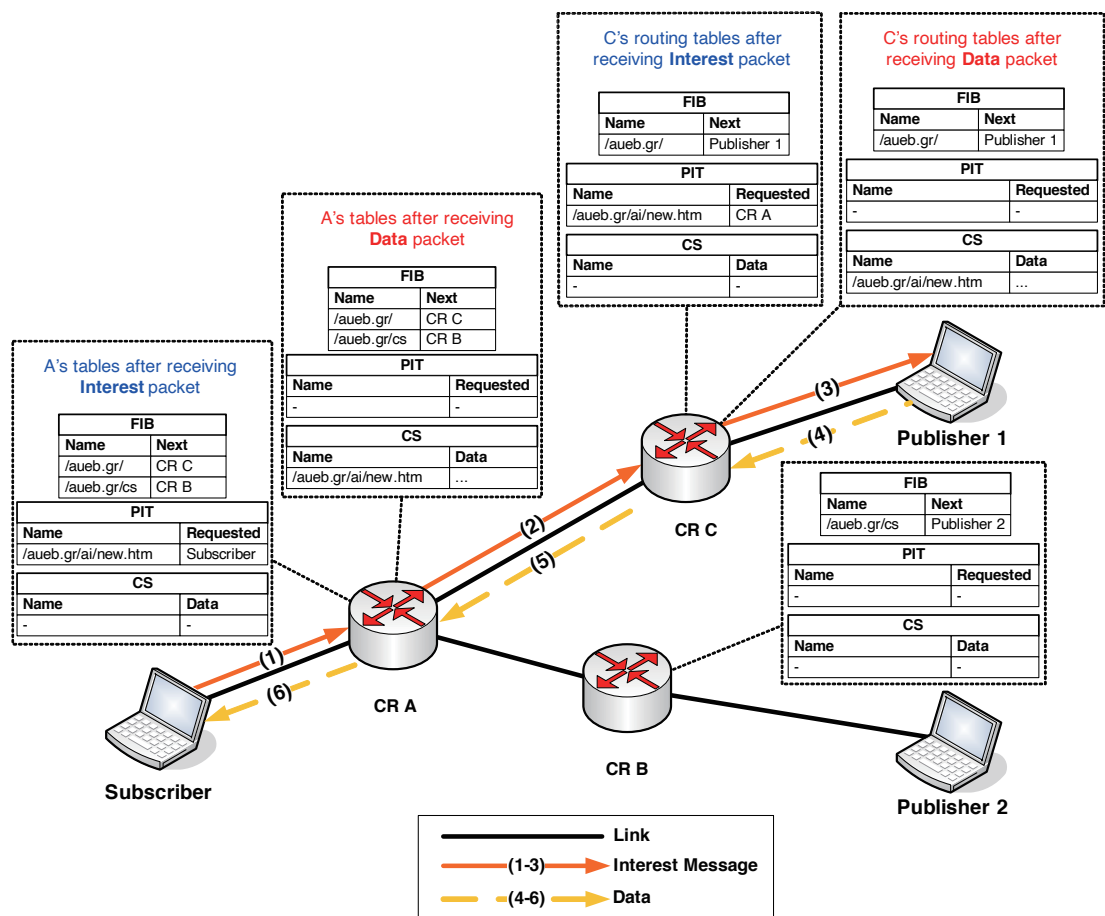 C's routing tables after
receiving Interest packet
FIB
Name Next
/aueb.gr/ Publisher 1
PIT
Name Requested
/aueb.gr/ai/new.htm CR A
CS
Name Data
- -
C's routing tables after
receiving Data packet
FIB
Name Next
/aueb.gr/ Publisher 1
PIT
Name Requested
- -
CS
Name Data
/aueb.gr/ai/new.htm ...
A's tables after receiving
Data packet
FIB
Name Next
/aueb.gr/ CR C
/aueb.gr/cs CR B
PIT
Name Requested
- -
CS
Name Data
/aueb.gr/ai/new.htm ...
A's tables after receiving
Interest packet
FIB
Name Next
/aueb.gr/ CR C
/aueb.gr/cs CR B
PIT
Name Requested
/aueb.gr/ai/new.htm Subscriber
CS
Name Data
- -
(3)
(4)
Publisher 1
CR C
(2)
(5)
FIB
Name Next
/aueb.gr/cs Publisher 2
PIT
Name Requested
- -
CS
Name Data
- -
(1)
(6)
CR A
CR B
Subscriber
Publisher 2
Link
(1-3) Interest Message
(4-6) Data